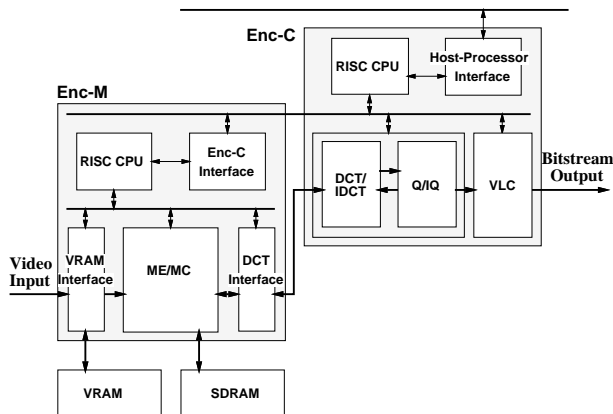 Enc-C
RISC CPU
Host-Processor
Interface
Enc-M
RISC CPU
Enc-C
Interface
DCT/
IDCT
Q/IQ
VLC
Bitstream
Output
Video
Input
VRAM
Interface
ME/MC
DCT
Interface
VRAM
SDRAM